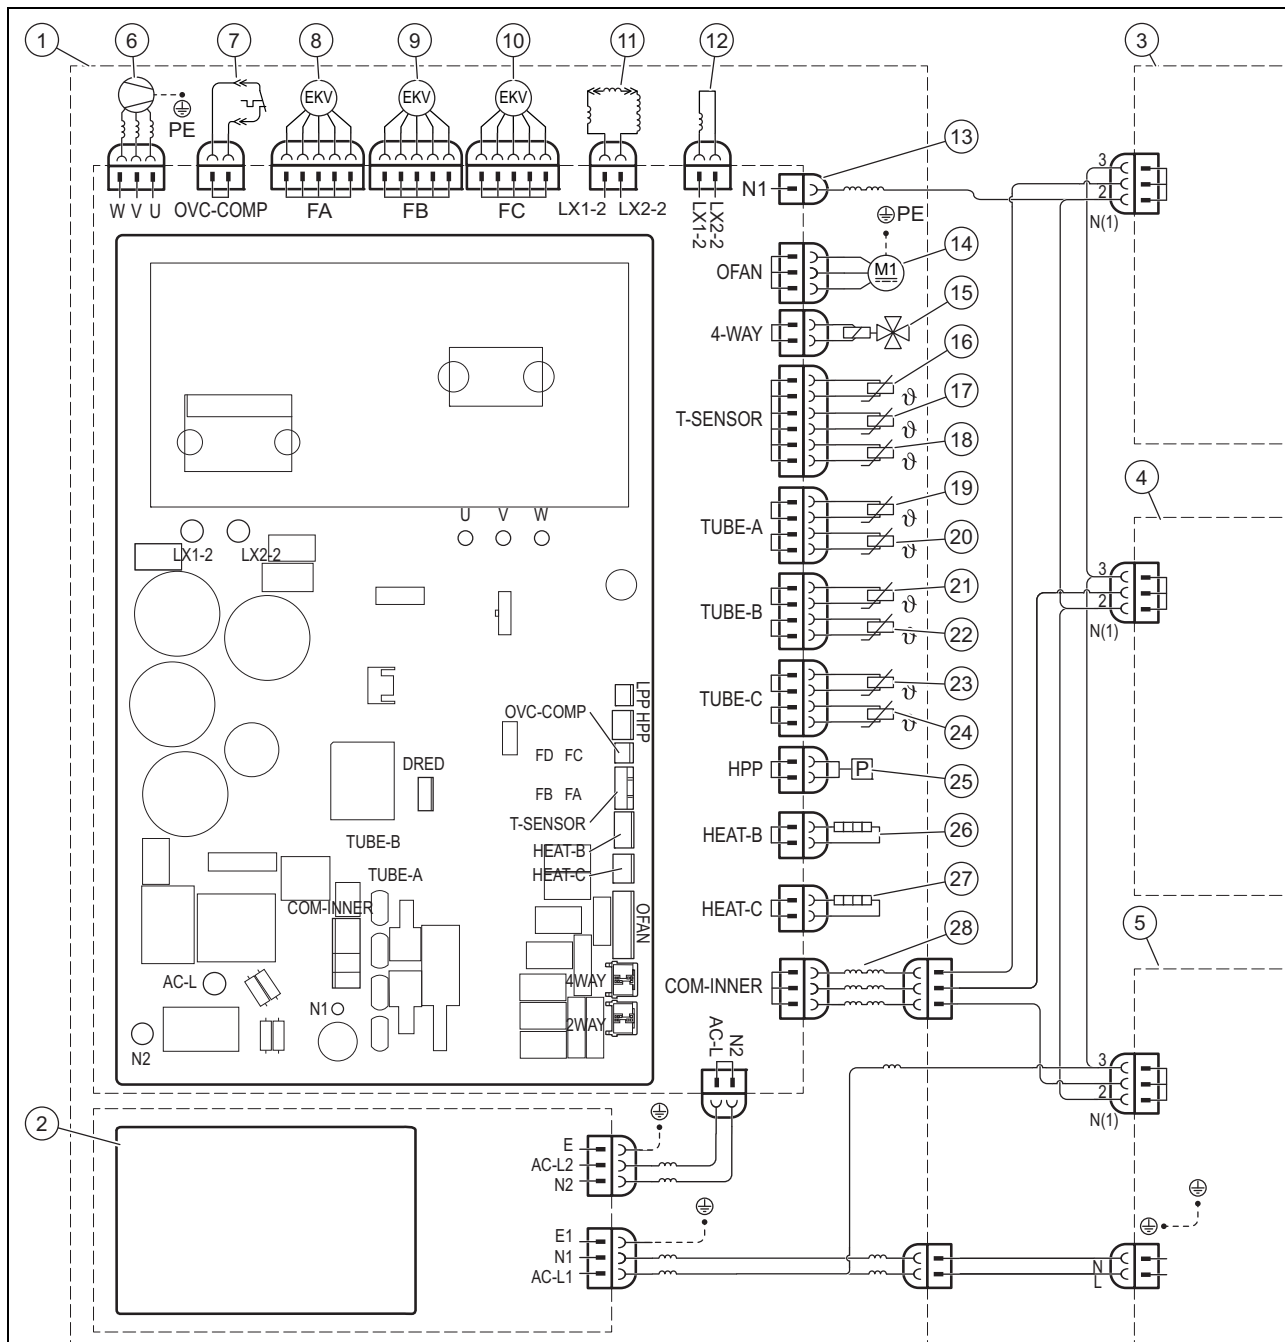 1 6 7 8 9 10 11 12 3
EKV EKV EKV
PE
W V U OVC-COMP FA FB FC LX1-2 LX2-2
LX1-2 LX2-2
13
N1
3
2
N(1)
PE
OFAN M1 14
4-WAY 15
16
ϑ
T-SENSOR 17
ϑ
18
ϑ
4
19
ϑ
TUBE-A
20
ϑ
U V W
LX1-2 LX2-2
21
ϑ
TUBE-B
22
ϑ
3
2
N(1)
23
ϑ
TUBE-C
24
ϑ
LPP HPP
OVC-COMP
FD FC
DRED
FB FA
T-SENSOR
TUBE-B
HEAT-B
HEAT-C
TUBE-A
COM-INNER
OFAN
HPP P 25
HEAT-B 26
HEAT-C 27
28
5
COM-INNER
AC-L
4WAY
N1
2WAY
N2
AC-L N2
3
2
N(1)
2
E
AC-L2
N2
E1
N1
AC-L1
N
L